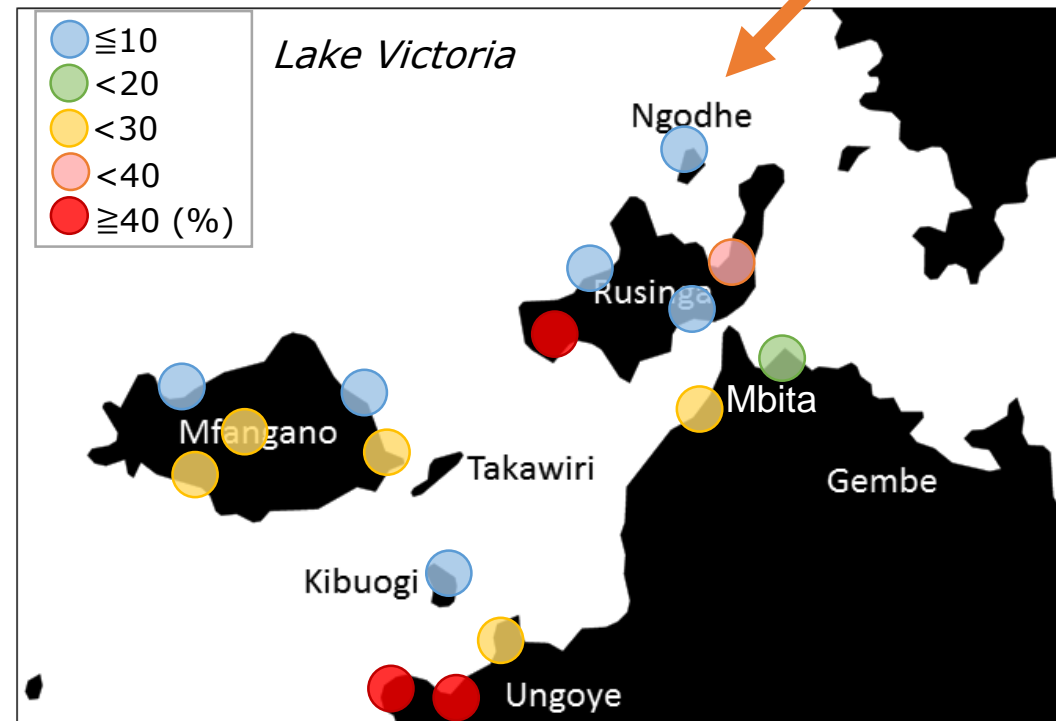 ≦10
<20
<30
<40
≧40 (%)
Lake Victoria
Ngodhe
Rusinga
Mbita
Mfangano
Takawiri
Gembe
Kibuogi
Ungoye